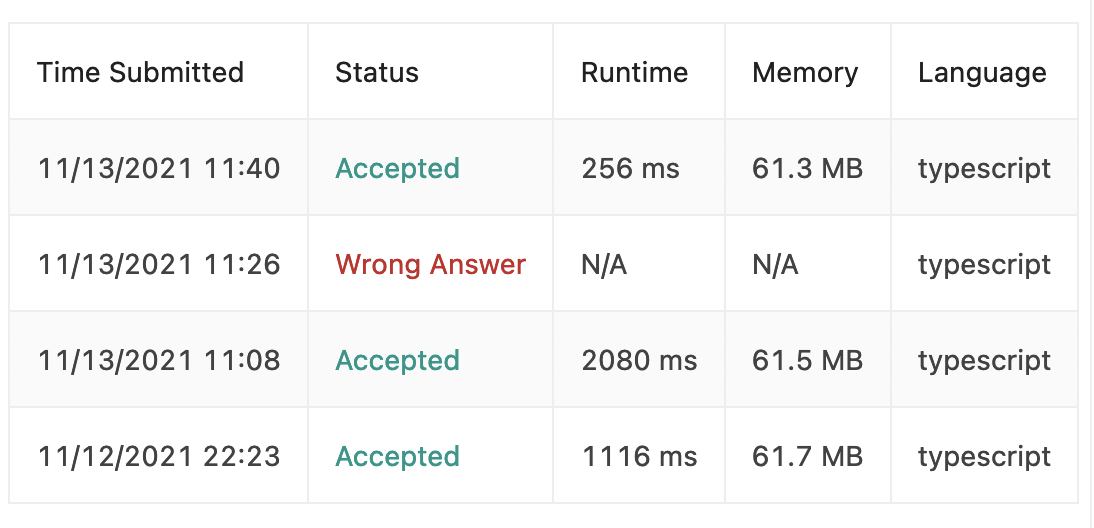 Time Submitted Status Runtime Memory Language
11/13/2021 11:40 Accepted 256 ms 61.3 MB typescript
11/13/2021 11:26 Wrong Answer N/A N/A typescript
11/13/2021 11:08 Accepted 2080 ms 61.5 MB typescript
11/12/2021 22:23 Accepted 1116 ms 61.7 MB typescript